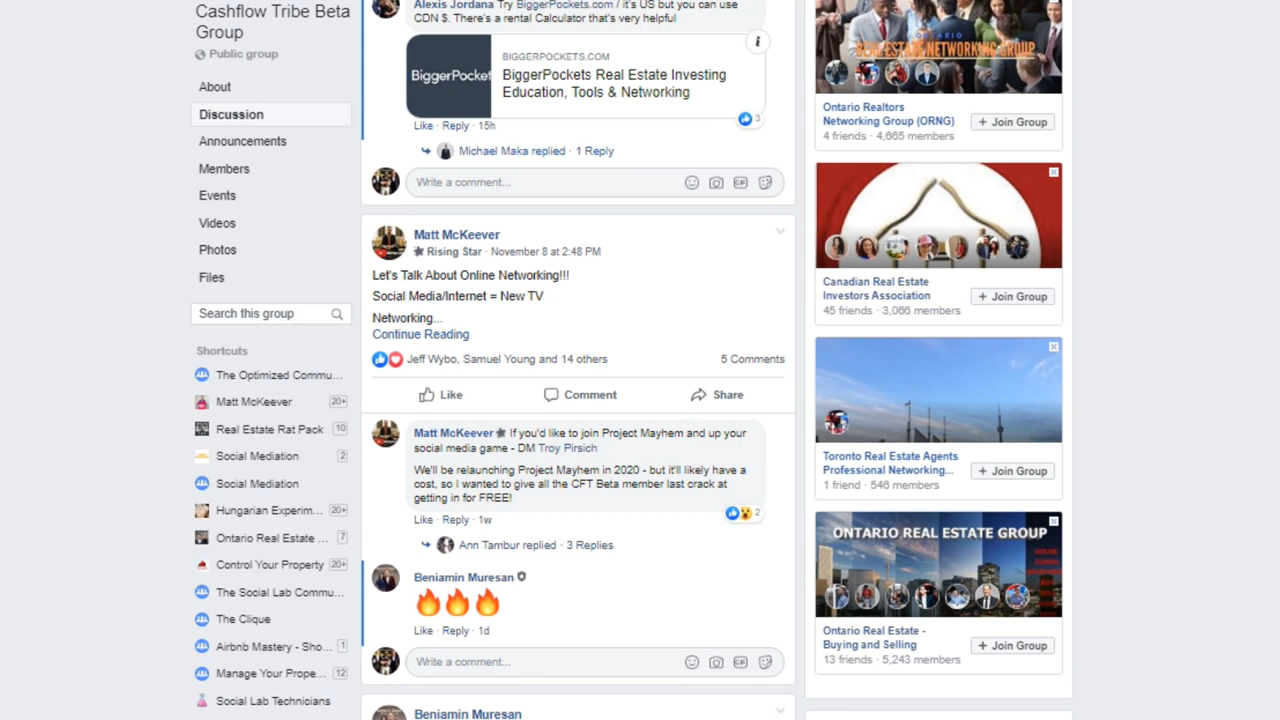 Cashflow Tribe Beta
Group
Public group
About
Discussion
Announcements
Members
Events
Videos
Photos
Files
Search this group
Shortcuts
The Optimized Commu...
Matt McKeever 20+
Real Estate Rat Pack 10
Social Mediation 2
Social Mediation
Hungarian Experim... 20+
Ontario Real Estate ... 7
Control Your Property 20+
The Social Lab Commu...
The Clique
Airbnb Mastery - Sho... 1
Manage Your Prope... 12
Social Lab Technicians
Alexis Jordana Try BiggerPockets.com / it's US but you can use
CDN $. There's a rental Calculator that's very helpful
BiggerPocket
BIGGERPOCKETS.COM
BiggerPockets Real Estate Investing
Education, Tools & Networking
3
Like · Reply · 15h
Michael Maka replied · 1 Reply
Write a comment...
GIF
Matt McKeever
Rising Star · November 8 at 2:48 PM
Let's Talk About Online Networking!!!
Social Media/Internet = New TV
Networking...
Continue Reading
Jeff Wybo, Samuel Young and 14 others 5 Comments
Like Comment Share
Matt McKeever If you'd like to join Project Mayhem and up your
social media game - DM Troy Pirsich
We'll be relaunching Project Mayhem in 2020 - but it'll likely have a
cost, so I wanted to give all the CFT Beta member last crack at
getting in for FREE!
2
Like · Reply · 1w
Ann Tambur replied · 3 Replies
Beniamin Muresan
🔥🔥🔥
Like · Reply · 1d
Write a comment...
GIF
Beniamin Muresan
ONTARIO
REAL ESTATE NETWORKING GROUP
Ontario Realtors
Networking Group (ORNG)
4 friends · 4,665 members
+ Join Group
Canadian Real Estate
Investors Association
45 friends · 3,066 members
+ Join Group
Toronto Real Estate Agents
Professional Networking...
1 friend · 546 members
+ Join Group
ONTARIO REAL ESTATE GROUP
Ontario Real Estate -
Buying and Selling
13 friends · 5,243 members
+ Join Group